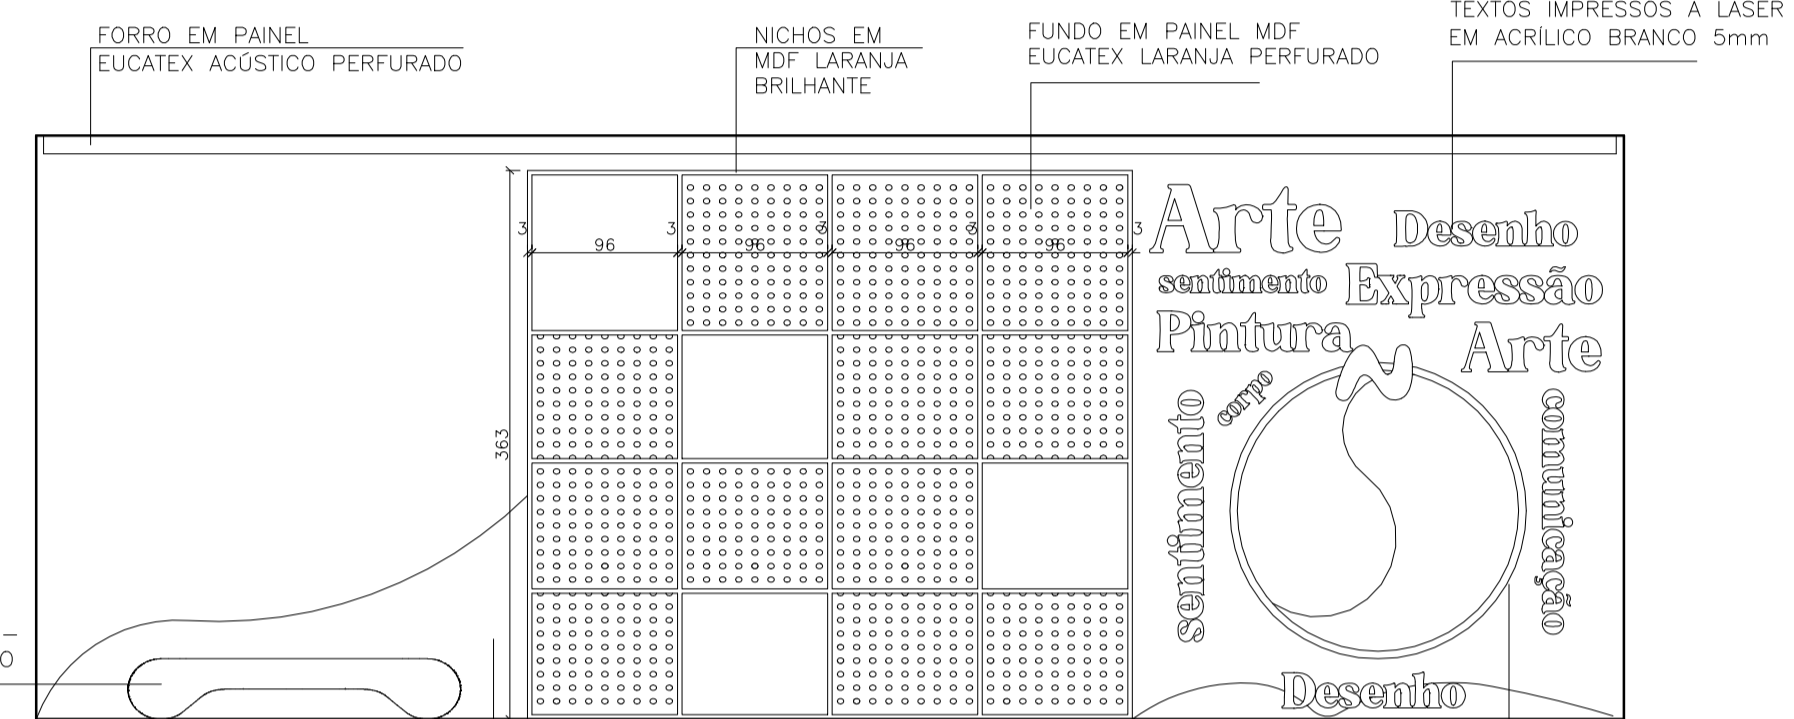 FORRO EM PAINEL
EUCATEX ACÚSTICO PERFURADO
NICHOS EM
MDF LARANJA
BRILHANTE
FUNDO EM PAINEL MDF
EUCATEX LARANJA PERFURADO
TEXTOS IMPRESSOS A LASER
EM ACRÍLICO BRANCO 5mm
3
96
3
96
3
96
3
96
3
363
Arte
Desenho
sentimento
Expressão
Pintura
Arte
corpo
sentimento
comunicação
Desenho
O